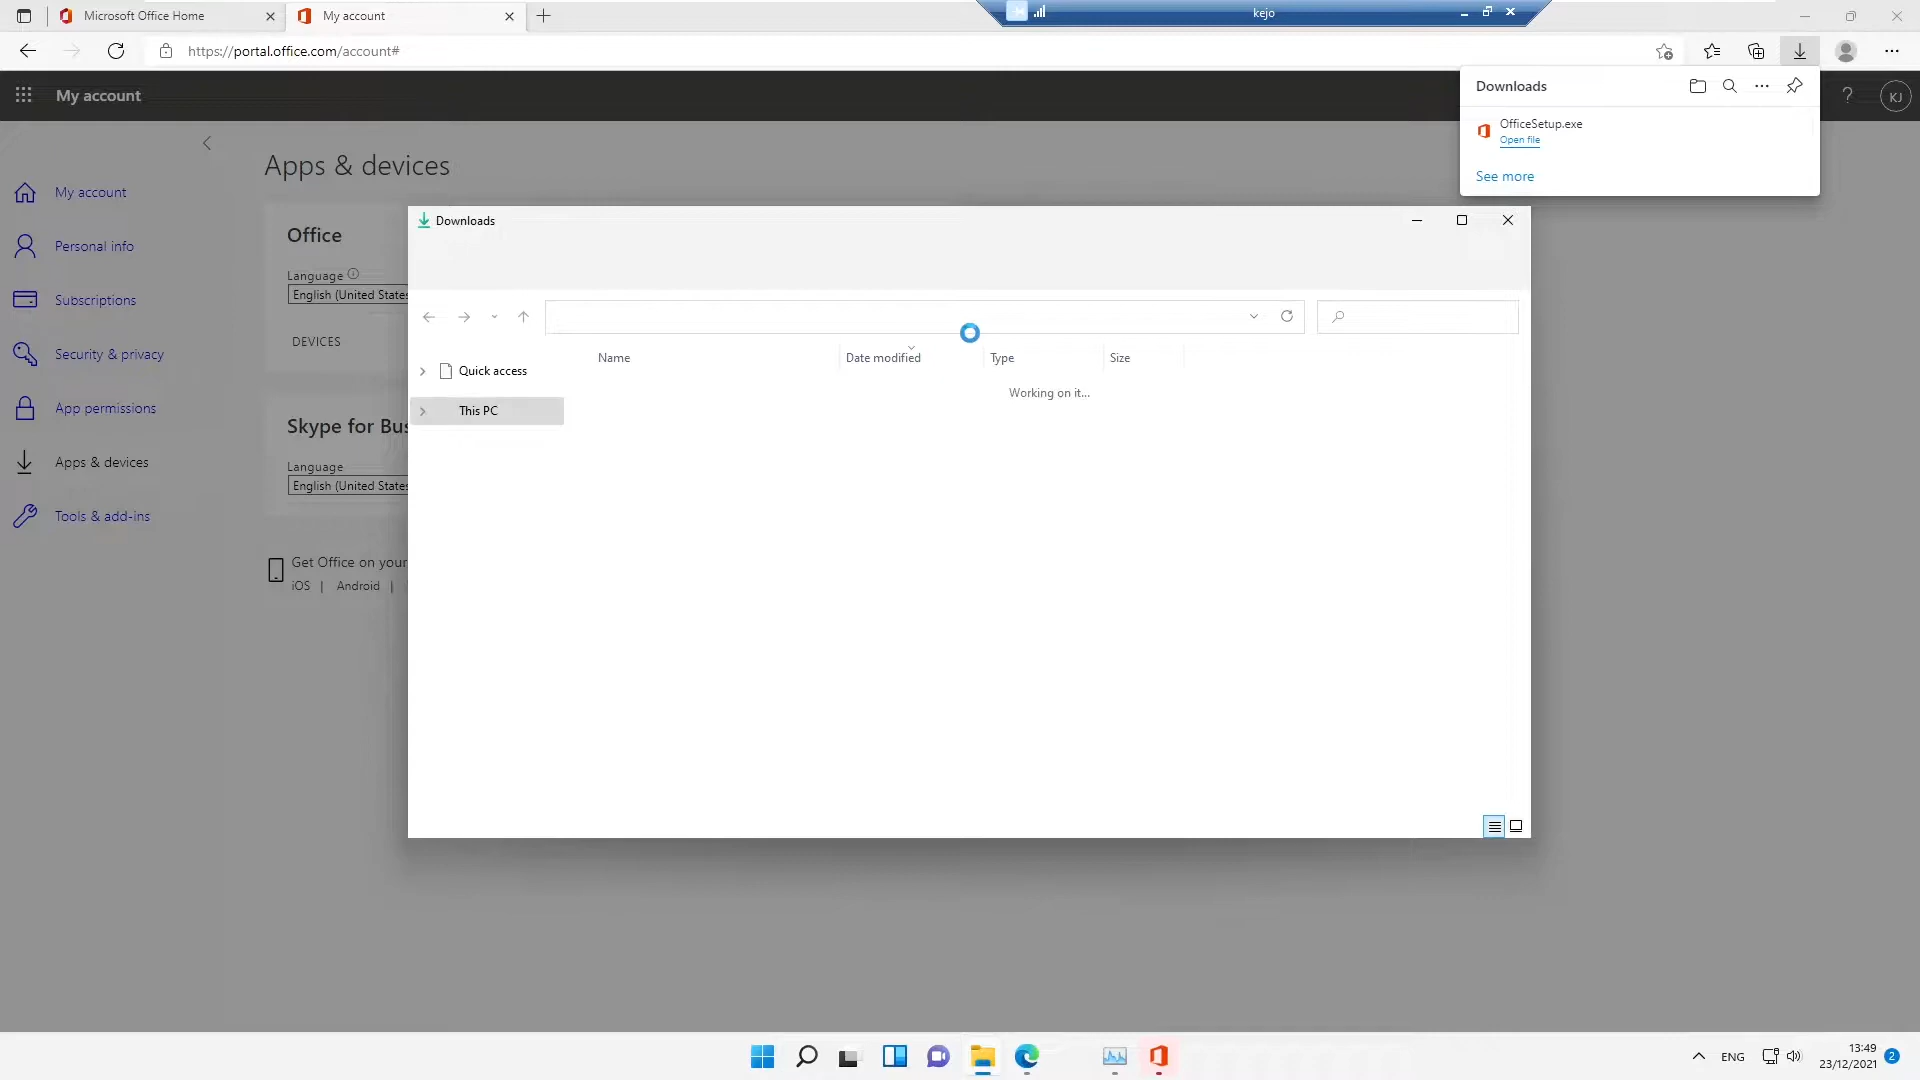 Microsoft Office Home
My account
kejo
https://portal.office.com/account#
My account
KJ
Downloads
OfficeSetup.exe
Open file
See more
Apps & devices
My account
Personal info
Subscriptions
Security & privacy
App permissions
Apps & devices
Tools & add-ins
Office
Language
English (United States
DEVICES
Skype for Bus
Language
English (United States
Get Office on your
iOS | Android |
Downloads
Name Date modified Type Size
Working on it...
Quick access
This PC
ENG
13:49
23/12/2021
2